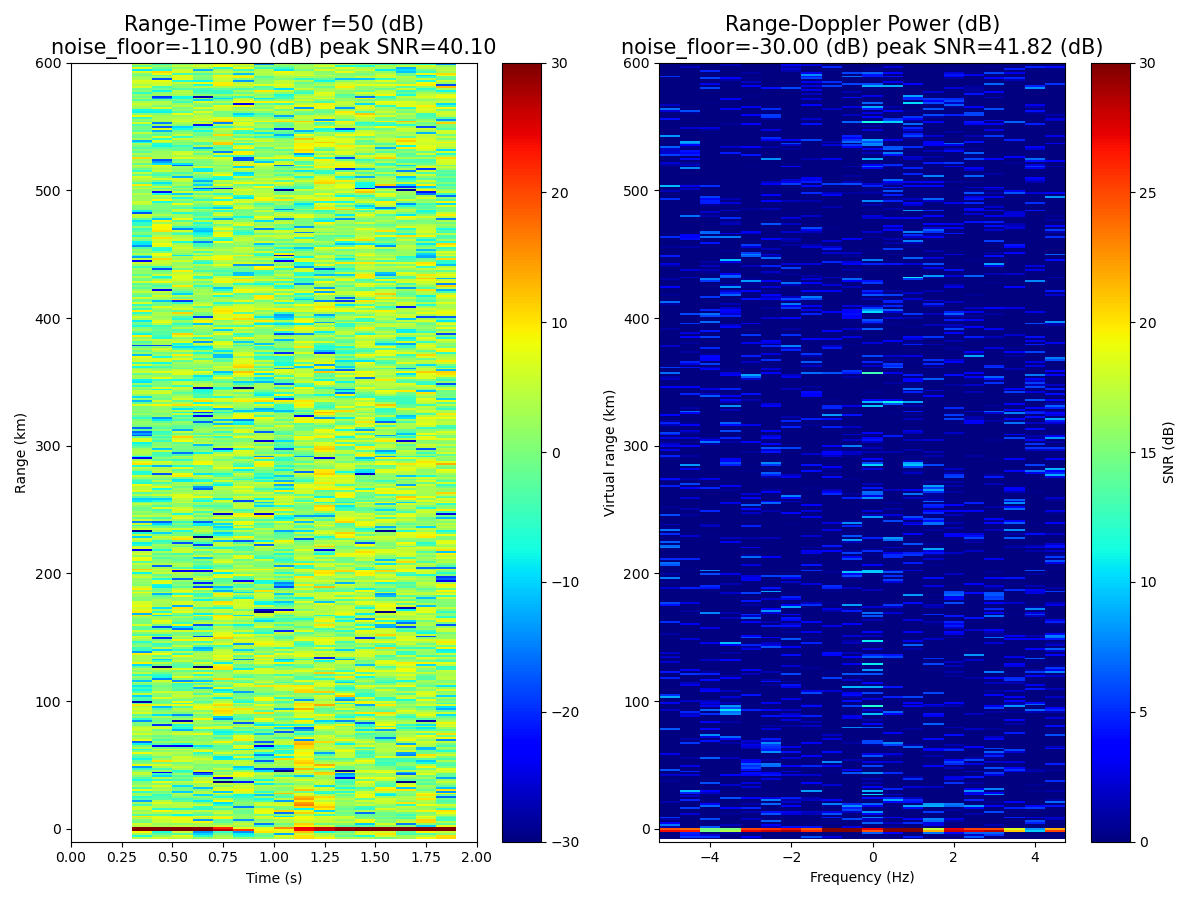 Range-Time Power f=50 (dB)
noise_floor=-110.90 (dB) peak SNR=40.10
Range (km)
600
500
400
300
200
100
0
0.00 0.25 0.50 0.75 1.00 1.25 1.50 1.75 2.00
Time (s)
30
20
10
0
−10
−20
−30
Range-Doppler Power (dB)
noise_floor=-30.00 (dB) peak SNR=41.82 (dB)
Virtual range (km)
600
500
400
300
200
100
0
−4 −2 0 2 4
Frequency (Hz)
30
25
20
15
10
5
0
SNR (dB)